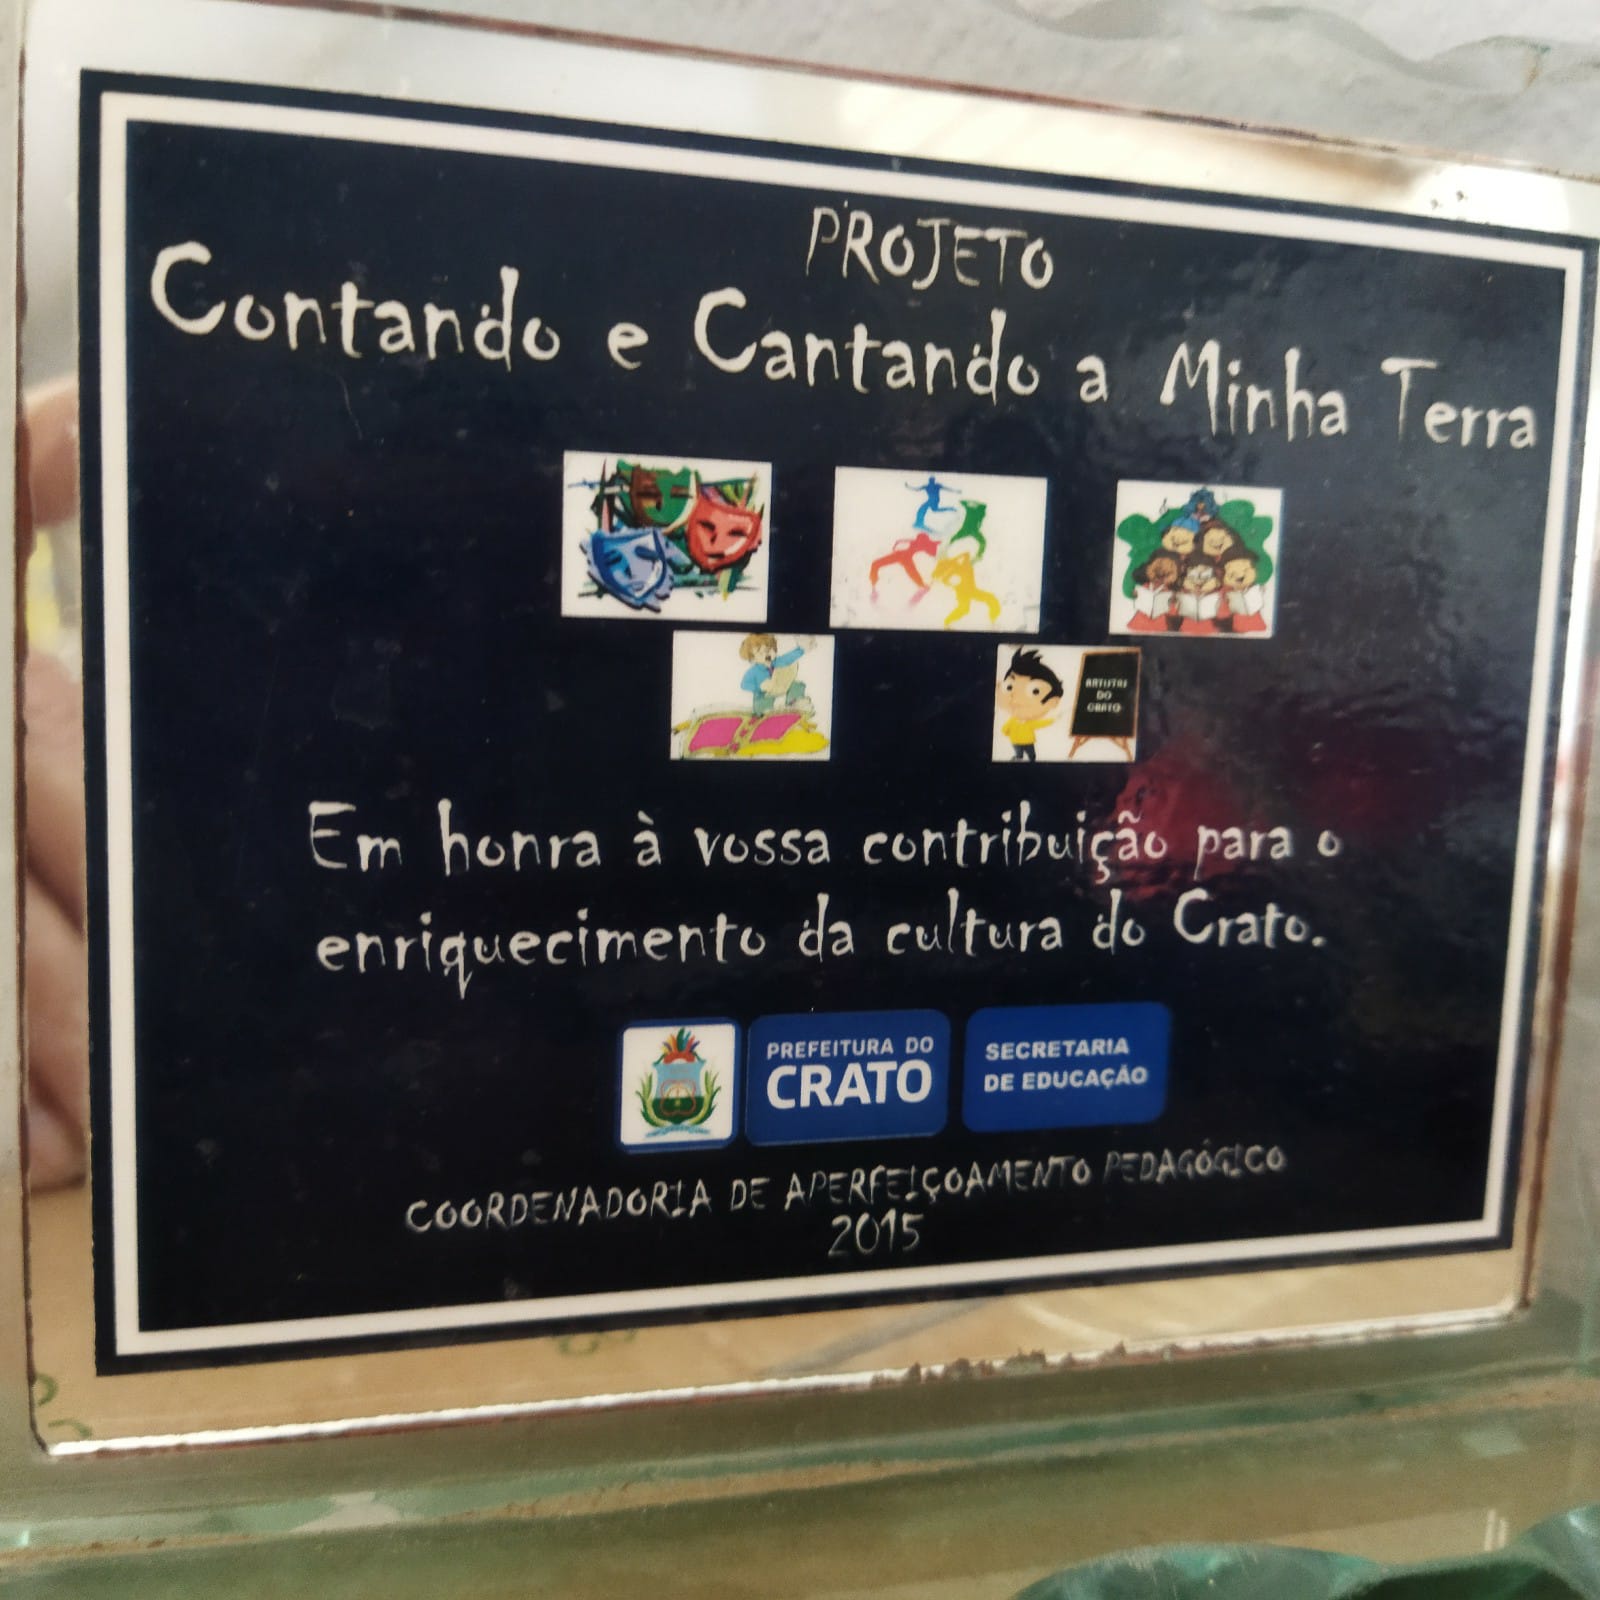 PROJETO
Contando e Cantando a Minha Terra
ARTISTAS
DO
CRATO
Em honra à vossa contribuição para o
enriquecimento da cultura do Crato.
PREFEITURA DO
CRATO
SECRETARIA
DE EDUCAÇÃO
COORDENADORIA DE APERFEIÇOAMENTO PEDAGÓGICO
2015